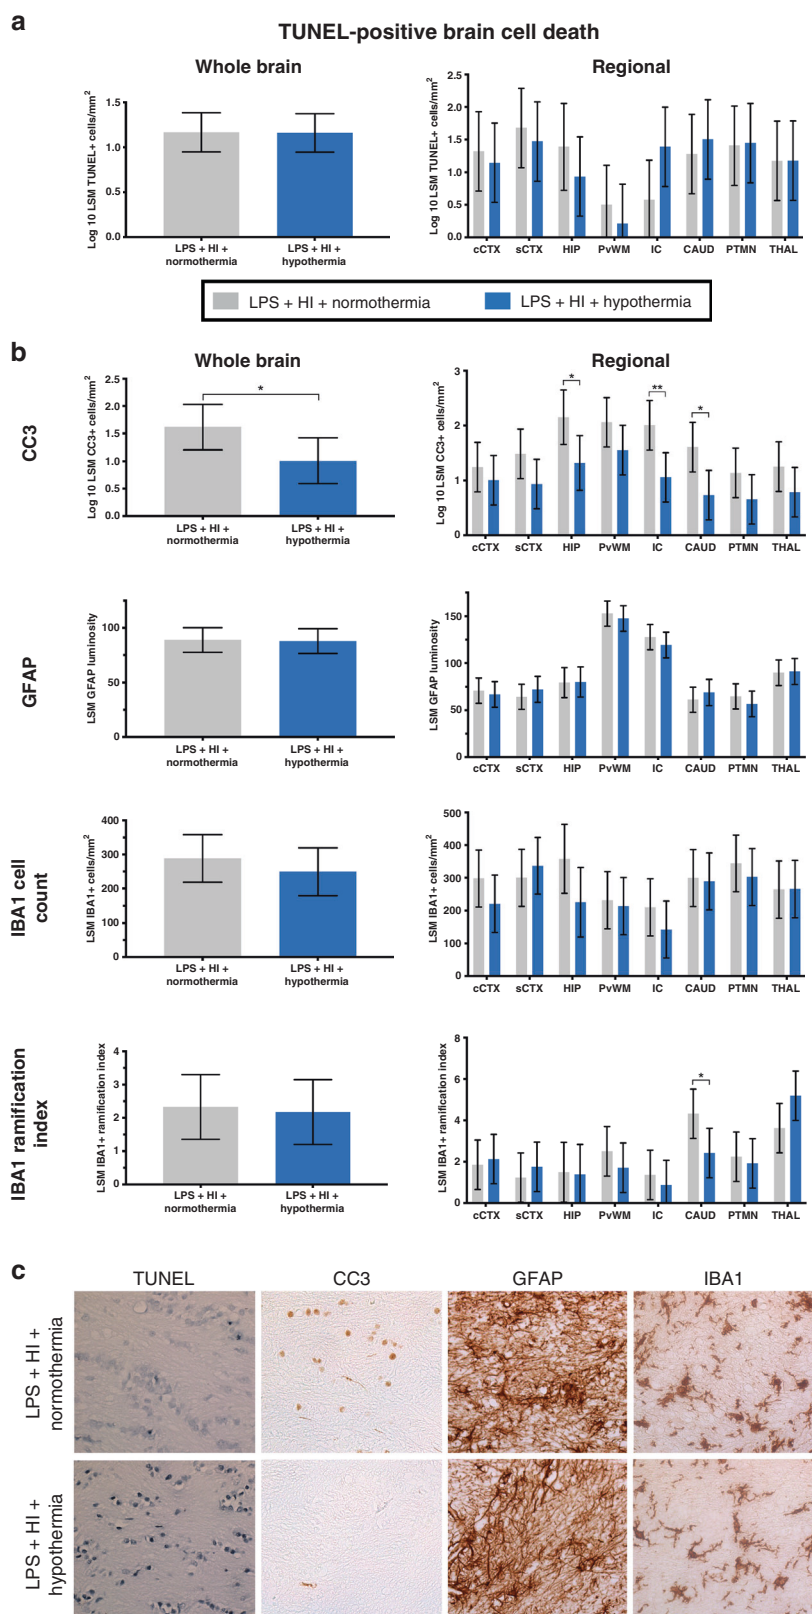 a
TUNEL-positive brain cell death
Whole brain
Log 10 LSM TUNEL+ cells/mm²
1.5
1.0
0.5
0.0
LPS + HI + normothermia
LPS + HI + hypothermia
Regional
Log 10 LSM TUNEL+ cells/mm²
2.5
2.0
1.5
1.0
0.5
0.0
cCTX sCTX HIP PvWM IC CAUD PTMN THAL
LPS + HI + normothermia
LPS + HI + hypothermia
b
CC3
Whole brain
Log 10 LSM CC3+ cells/mm²
2.5
2.0
1.5
1.0
0.5
0.0
*
LPS + HI + normothermia
LPS + HI + hypothermia
Regional
Log 10 LSM CC3+ cells/mm²
3
2
1
0
* ** *
cCTX sCTX HIP PvWM IC CAUD PTMN THAL
GFAP
LSM GFAP luminosity
100
50
0
LPS + HI + normothermia
LPS + HI + hypothermia
LSM GFAP luminosity
150
100
50
0
cCTX sCTX HIP PvWM IC CAUD PTMN THAL
IBA1 cell
count
LSM IBA1+ cells/mm²
400
300
200
100
0
LPS + HI + normothermia
LPS + HI + hypothermia
LSM IBA1+ cells/mm²
500
400
300
200
100
0
cCTX sCTX HIP PvWM IC CAUD PTMN THAL
IBA1 ramification
index
LSM IBA1+ ramification index
4
3
2
1
0
LPS + HI + normothermia
LPS + HI + hypothermia
LSM IBA1+ ramification index
8
6
4
2
0
*
cCTX sCTX HIP PvWM IC CAUD PTMN THAL
c
TUNEL CC3 GFAP IBA1
LPS + HI +
normothermia
LPS + HI +
hypothermia